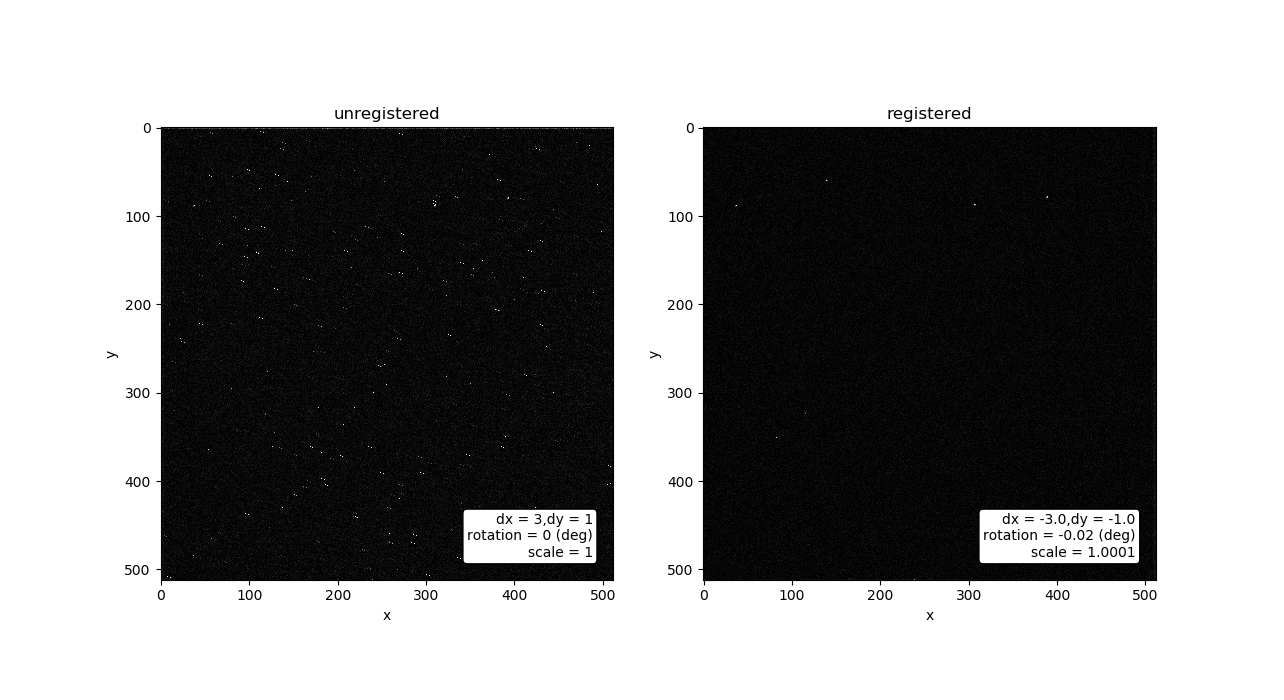 unregistered
0
100
200
300
400
500
y
dx = 3,dy = 1
rotation = 0 (deg)
scale = 1
0 100 200 300 400 500
x
registered
0
100
200
300
400
500
y
dx = -3.0,dy = -1.0
rotation = -0.02 (deg)
scale = 1.0001
0 100 200 300 400 500
x